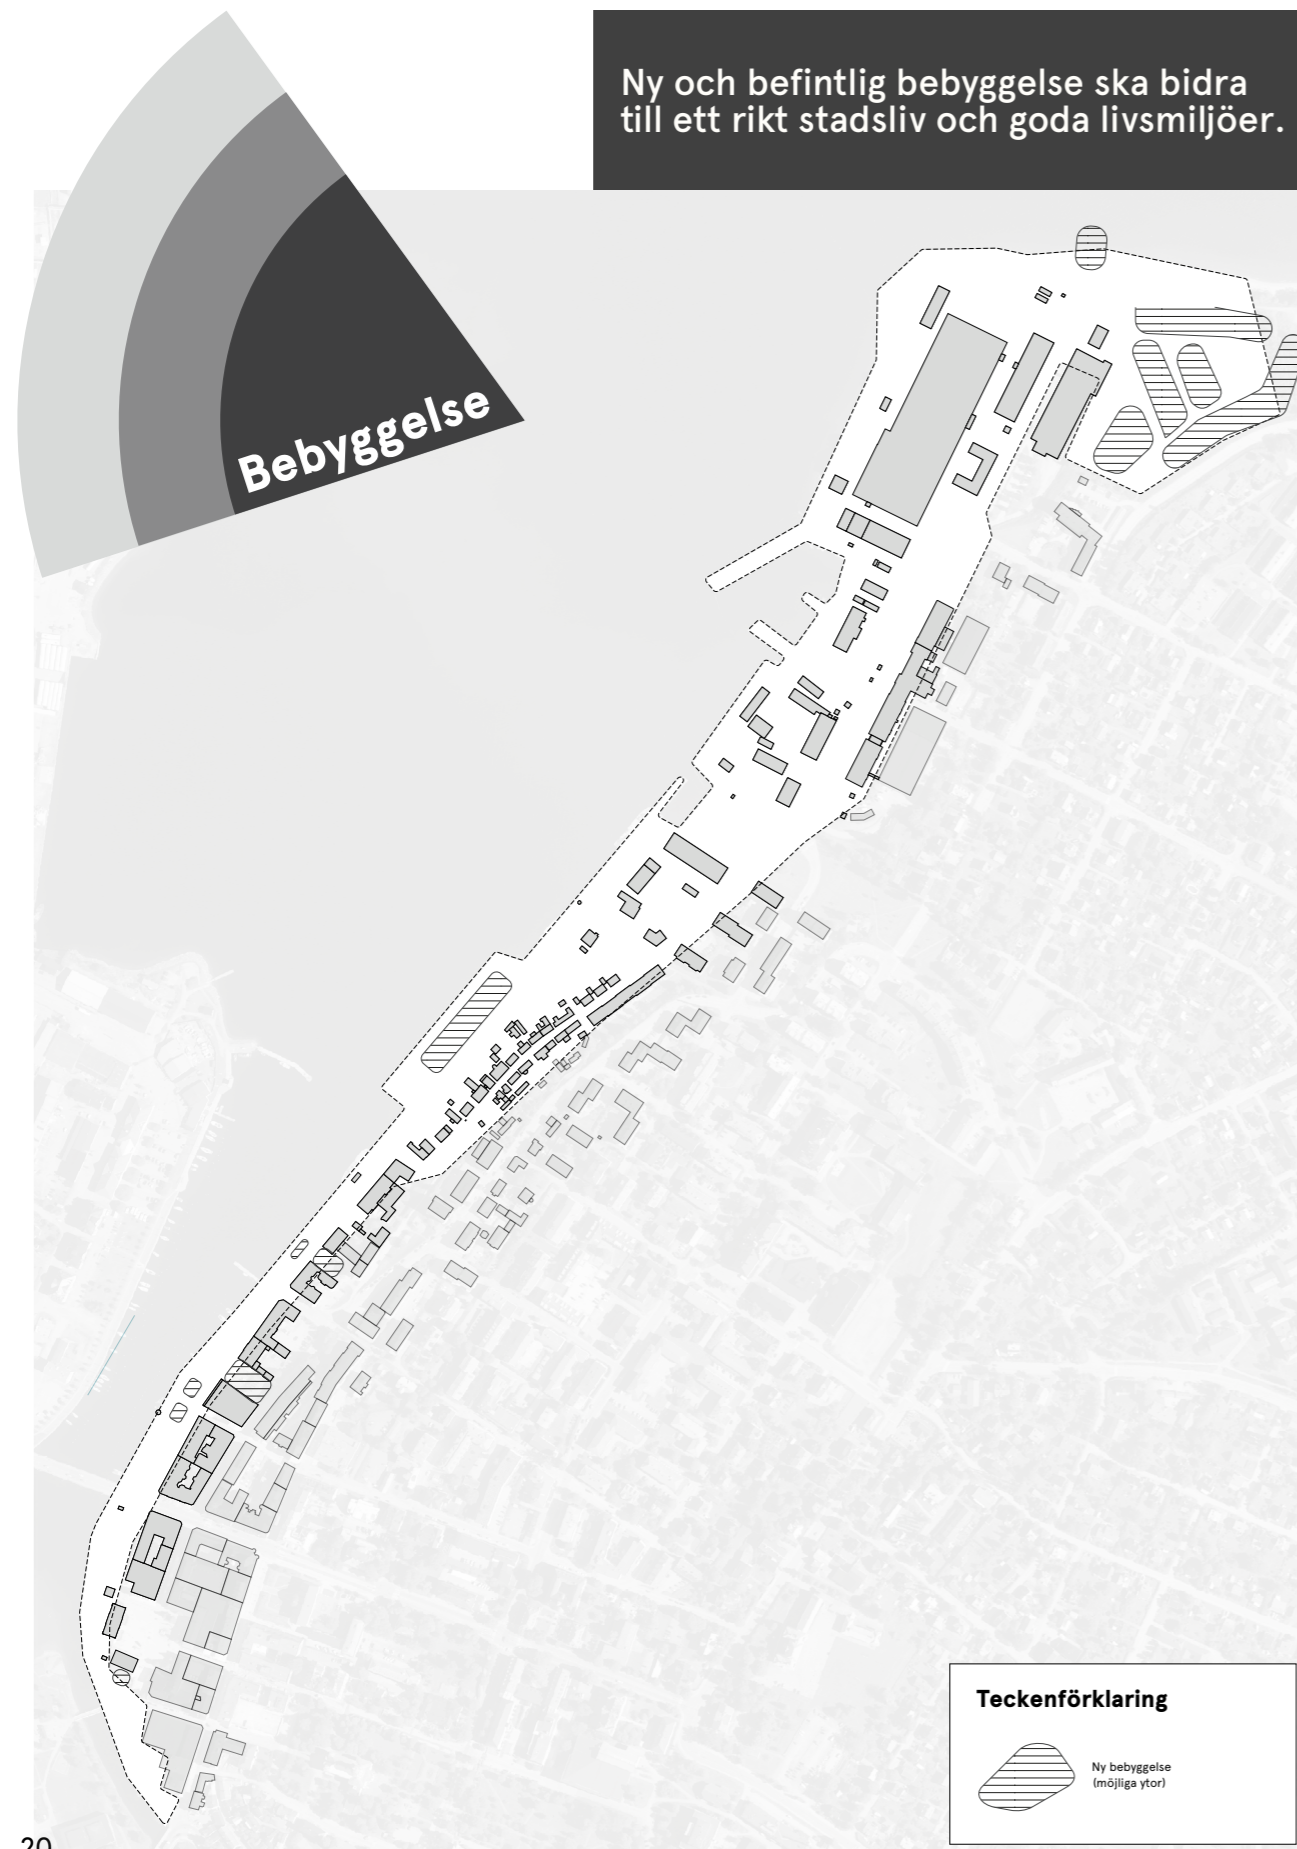 Ny och befintlig bebyggelse ska bidra
till ett rikt stadsliv och goda livsmiljöer.
Bebyggelse
Teckenförklaring
Ny bebyggelse
(möjliga ytor)
20